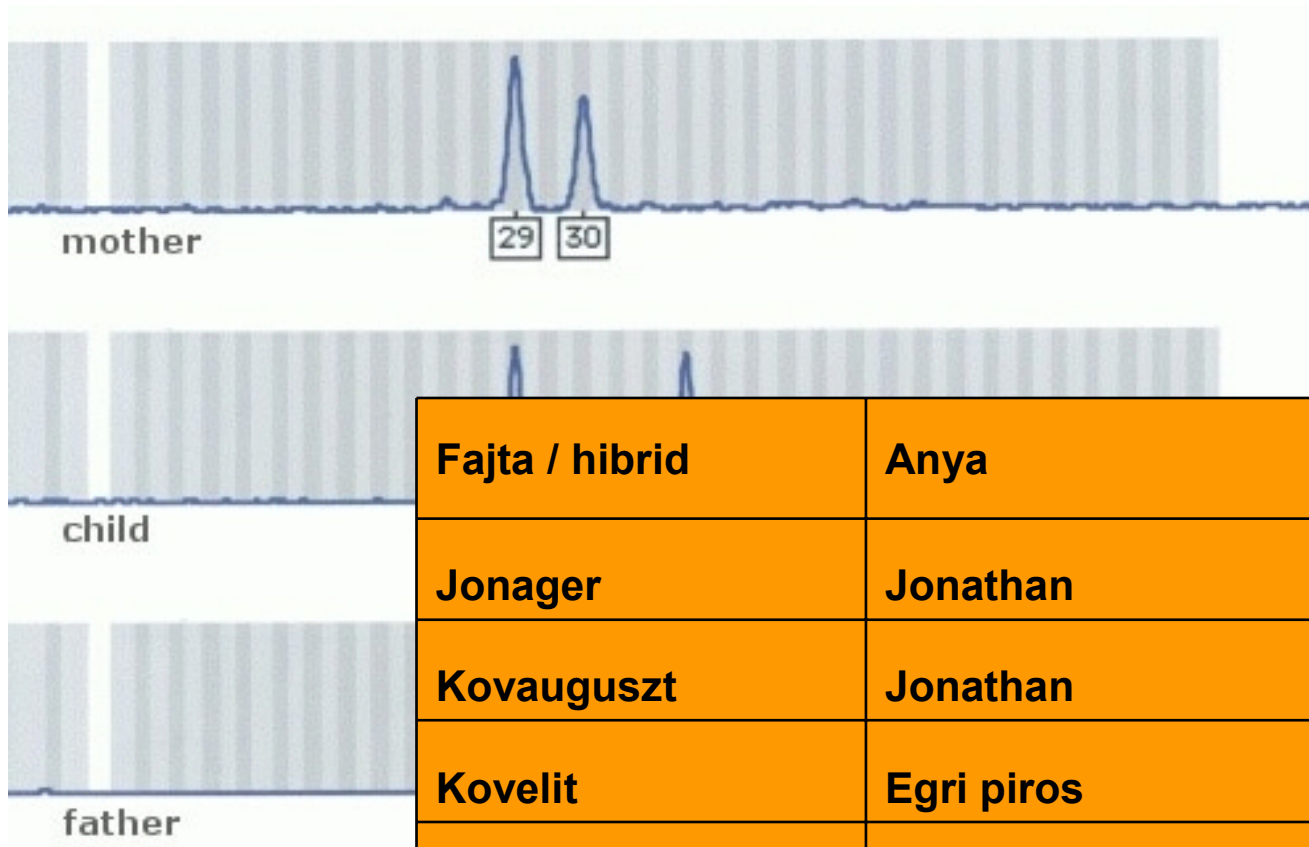 mother
29 30
child
father
Fajta / hibrid Anya
Jonager Jonathan
Kovauguszt Jonathan
Kovelit Egri piros